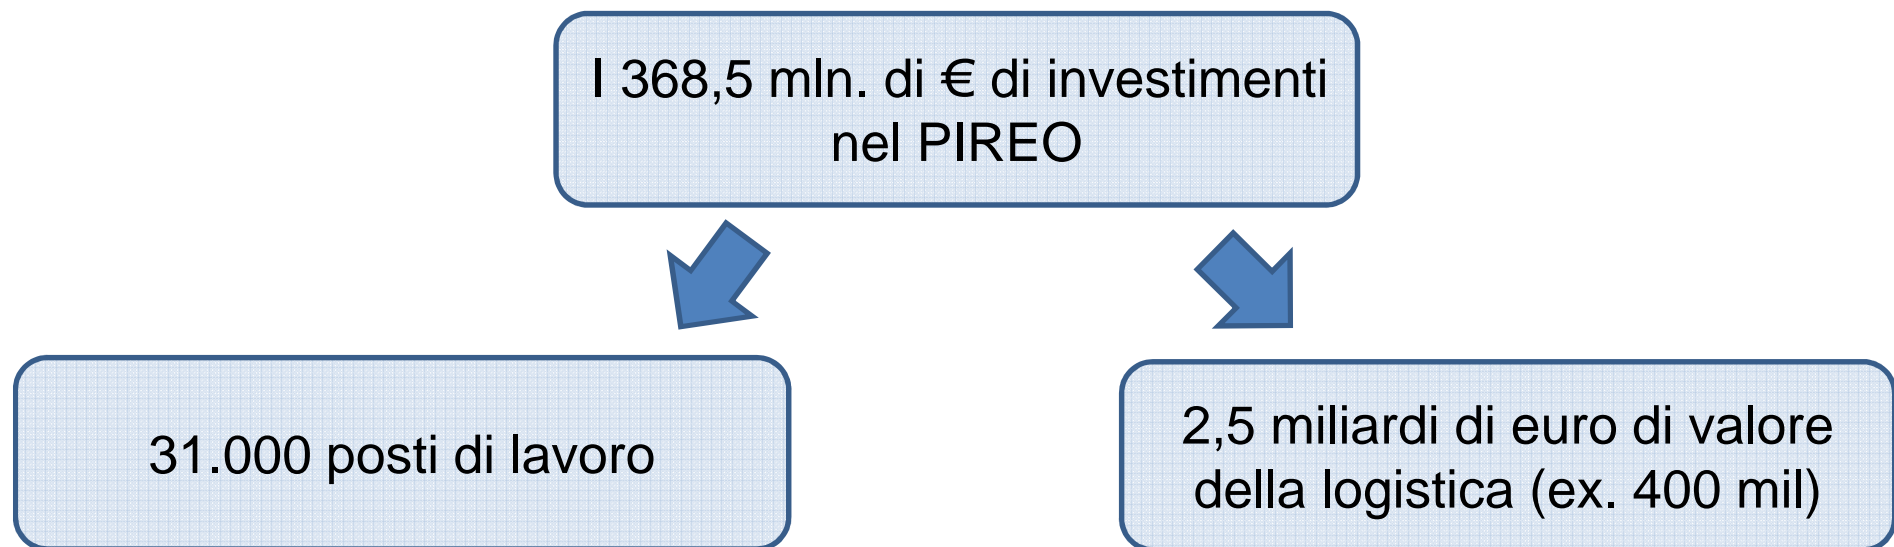 I 368,5 mln. di € di investimenti
nel PIREO
31.000 posti di lavoro
2,5 miliardi di euro di valore
della logistica (ex. 400 mil)